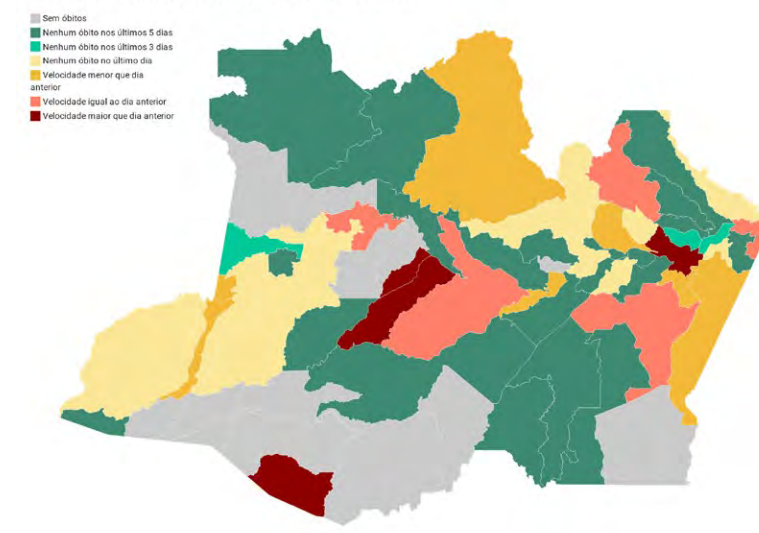 Sem óbitos
Nenhum óbito nos últimos 5 dias
Nenhum óbito nos últimos 3 dias
Nenhum óbito no último dia
Velocidade menor que dia
anterior
Velocidade igual ao dia anterior
Velocidade maior que dia anterior